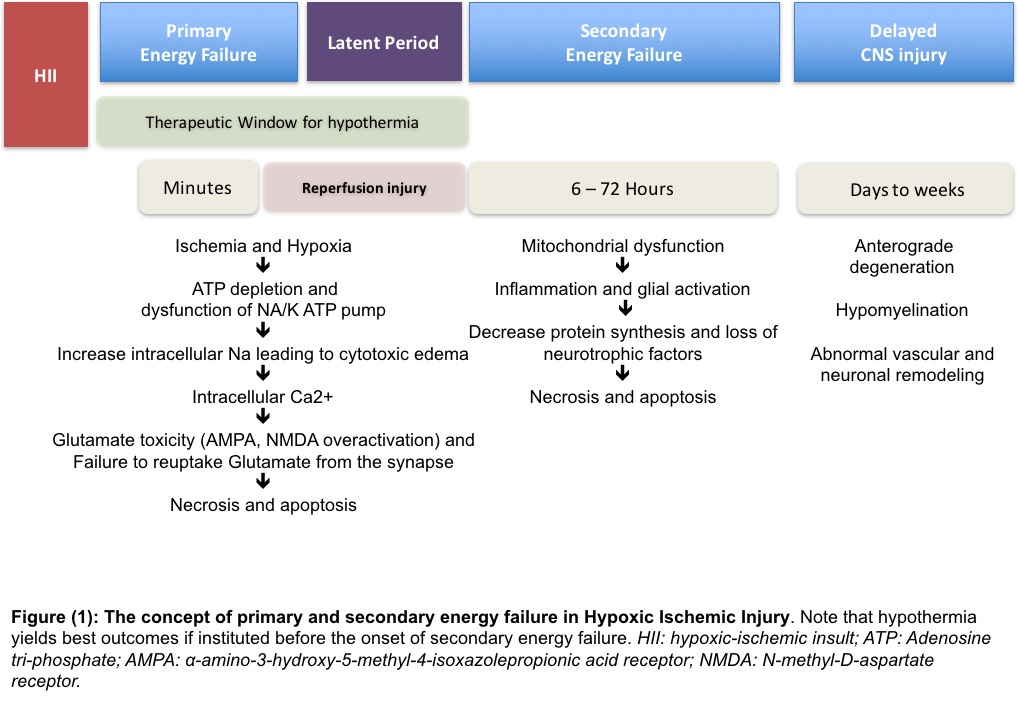 HII
Primary
Energy Failure
Latent Period
Secondary
Energy Failure
Delayed
CNS injury
Therapeutic Window for hypothermia
Minutes
Reperfusion injury
6 – 72 Hours
Days to weeks
Ischemia and Hypoxia
ATP depletion and
dysfunction of NA/K ATP pump
Increase intracellular Na leading to cytotoxic edema
Intracellular Ca2+
Glutamate toxicity (AMPA, NMDA overactivation) and
Failure to reuptake Glutamate from the synapse
Necrosis and apoptosis
Mitochondrial dysfunction
Inflammation and glial activation
Decrease protein synthesis and loss of
neurotrophic factors
Necrosis and apoptosis
Anterograde
degeneration
Hypomyelination
Abnormal vascular and
neuronal remodeling
Figure (1): The concept of primary and secondary energy failure in Hypoxic Ischemic Injury. Note that hypothermia
yields best outcomes if instituted before the onset of secondary energy failure. HII: hypoxic-ischemic insult; ATP: Adenosine
tri-phosphate; AMPA: α-amino-3-hydroxy-5-methyl-4-isoxazolepropionic acid receptor; NMDA: N-methyl-D-aspartate
receptor.